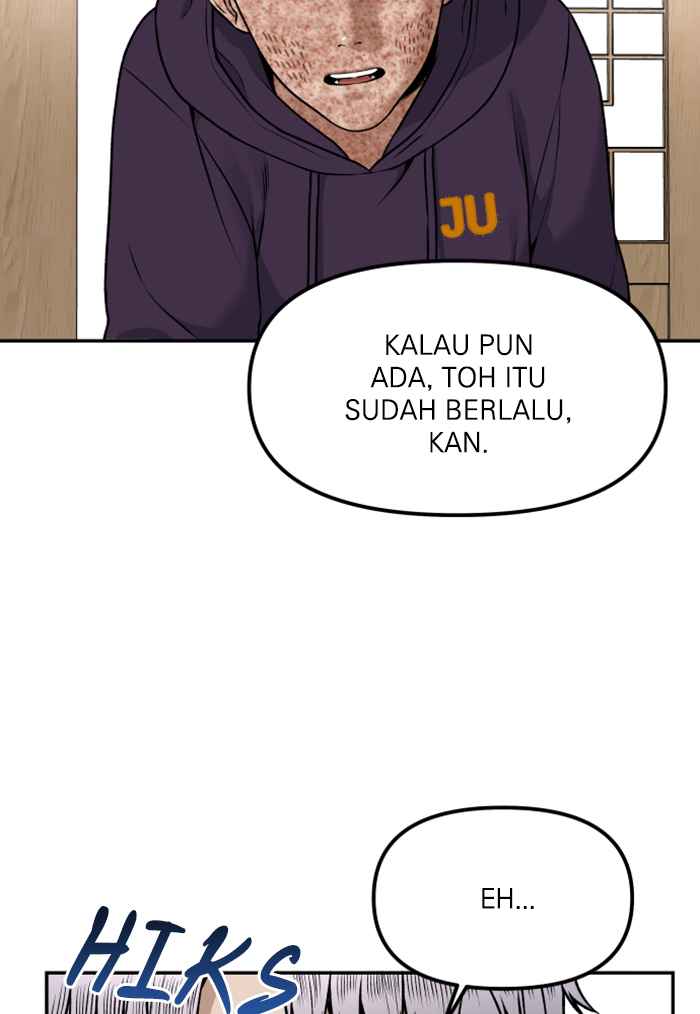 JU
KALAU PUN
ADA, TOH ITU
SUDAH BERLALU,
KAN.
EH...
HIKS